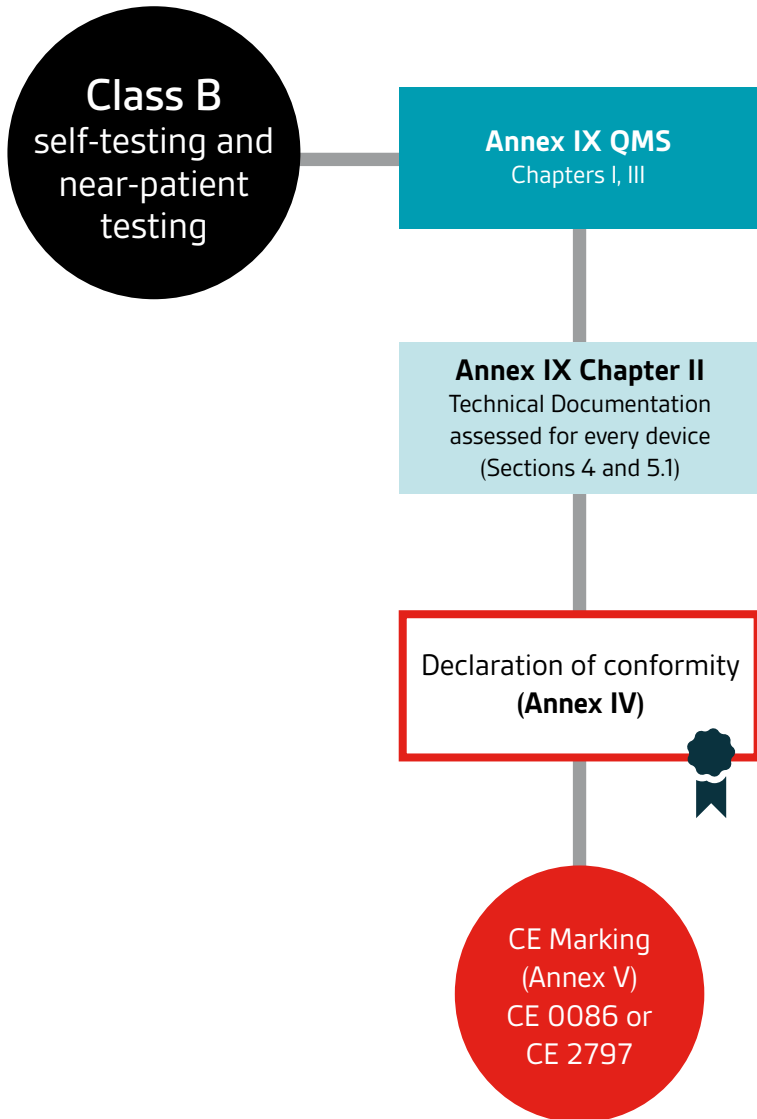 Class B
self-testing and
near-patient
testing
Annex IX QMS
Chapters I, III
Annex IX Chapter II
Technical Documentation
assessed for every device
(Sections 4 and 5.1)
Declaration of conformity
(Annex IV)
CE Marking
(Annex V)
CE 0086 or
CE 2797